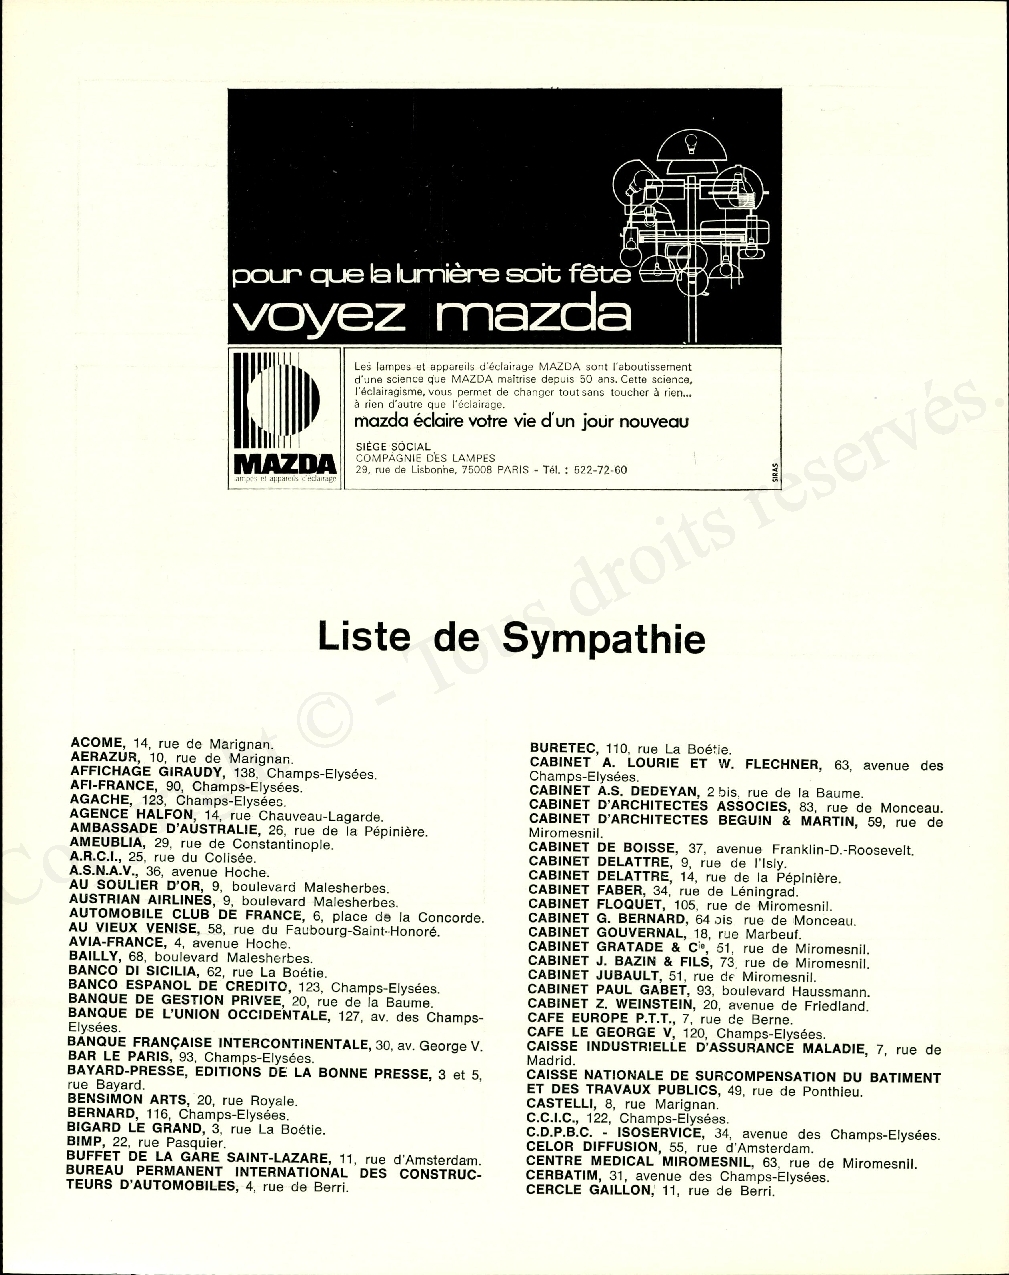 pour que la lumière soit fête
voyez mazda
Les lampes et appareils d'éclairage MAZDA sont l'aboutissement
d'une science que MAZDA maîtrise depuis 50 ans. Cette science,
l'éclairagisme, vous permet de changer tout sans toucher à rien...
à rien d'autre que l'éclairage.
mazda éclaire votre vie d'un jour nouveau
SIÈGE SOCIAL
COMPAGNIE DES LAMPES
29, rue de Lisbonne, 75008 PARIS - Tél. : 522-72-60
MAZDA
lampes et appareils d'éclairage
SIRAS
Liste de Sympathie
ACOME, 14, rue de Marignan.
AERAZUR, 10, rue de Marignan.
AFFICHAGE GIRAUDY, 138, Champs-Elysées.
AFI-FRANCE, 90, Champs-Elysées.
AGACHE, 123, Champs-Elysées.
AGENCE HALFON, 14, rue Chauveau-Lagarde.
AMBASSADE D'AUSTRALIE, 26, rue de la Pépinière.
AMEUBLIA, 29, rue de Constantinople.
A.R.C.I., 25, rue du Colisée.
A.S.N.A.V., 36, avenue Hoche.
AU SOULIER D'OR, 9, boulevard Malesherbes.
AUSTRIAN AIRLINES, 9, boulevard Malesherbes.
AUTOMOBILE CLUB DE FRANCE, 6, place de la Concorde.
AU VIEUX VENISE, 58, rue du Faubourg-Saint-Honoré.
AVIA-FRANCE, 4, avenue Hoche.
BAILLY, 68, boulevard Malesherbes.
BANCO DI SICILIA, 62, rue La Boétie.
BANCO ESPANOL DE CREDITO, 123, Champs-Elysées.
BANQUE DE GESTION PRIVEE, 20, rue de la Baume.
BANQUE DE L'UNION OCCIDENTALE, 127, av. des Champs-
Elysées.
BANQUE FRANÇAISE INTERCONTINENTALE, 30, av. George V.
BAR LE PARIS, 93, Champs-Elysées.
BAYARD-PRESSE, EDITIONS DE LA BONNE PRESSE, 3 et 5,
rue Bayard.
BENSIMON ARTS, 20, rue Royale.
BERNARD, 116, Champs-Elysées.
BIGARD LE GRAND, 3, rue La Boétie.
BIMP, 22, rue Pasquier.
BUFFET DE LA GARE SAINT-LAZARE, 11, rue d'Amsterdam.
BUREAU PERMANENT INTERNATIONAL DES CONSTRUC-
TEURS D'AUTOMOBILES, 4, rue de Berri.
BURETEC, 110, rue La Boétie.
CABINET A. LOURIE ET W. FLECHNER, 63, avenue des
Champs-Elysées.
CABINET A.S. DEDEYAN, 2 bis, rue de la Baume.
CABINET D'ARCHITECTES ASSOCIES, 83, rue de Monceau.
CABINET D'ARCHITECTES BEGUIN & MARTIN, 59, rue de
Miromesnil.
CABINET DE BOISSE, 37, avenue Franklin-D.-Roosevelt.
CABINET DELATTRE, 9, rue de l'Isly.
CABINET DELATTRE, 14, rue de la Pépinière.
CABINET FABER, 34, rue de Léningrad.
CABINET FLOQUET, 105, rue de Miromesnil.
CABINET G. BERNARD, 64 bis rue de Monceau.
CABINET GOUVERNAL, 18, rue Marbeuf.
CABINET GRATADE & Cie, 51, rue de Miromesnil.
CABINET J. BAZIN & FILS, 73, rue de Miromesnil.
CABINET JUBAULT, 51, rue de Miromesnil.
CABINET PAUL GABET, 93, boulevard Haussmann.
CABINET Z. WEINSTEIN, 20, avenue de Friedland.
CAFE EUROPE P.T.T., 7, rue de Berne.
CAFE LE GEORGE V, 120, Champs-Elysées.
CAISSE INDUSTRIELLE D'ASSURANCE MALADIE, 7, rue de
Madrid.
CAISSE NATIONALE DE SURCOMPENSATION DU BATIMENT
ET DES TRAVAUX PUBLICS, 49, rue de Ponthieu.
CASTELLI, 8, rue Marignan.
C.C.I.C., 122, Champs-Elysées.
C.D.P.B.C. - ISOSERVICE, 34, avenue des Champs-Elysées.
CELOR DIFFUSION, 55, rue d'Amsterdam.
CENTRE MEDICAL MIROMESNIL, 63, rue de Miromesnil.
CERBATIM, 31, avenue des Champs-Elysées.
CERCLE GAILLON, 11, rue de Berri.
© - Tous droits réservés.